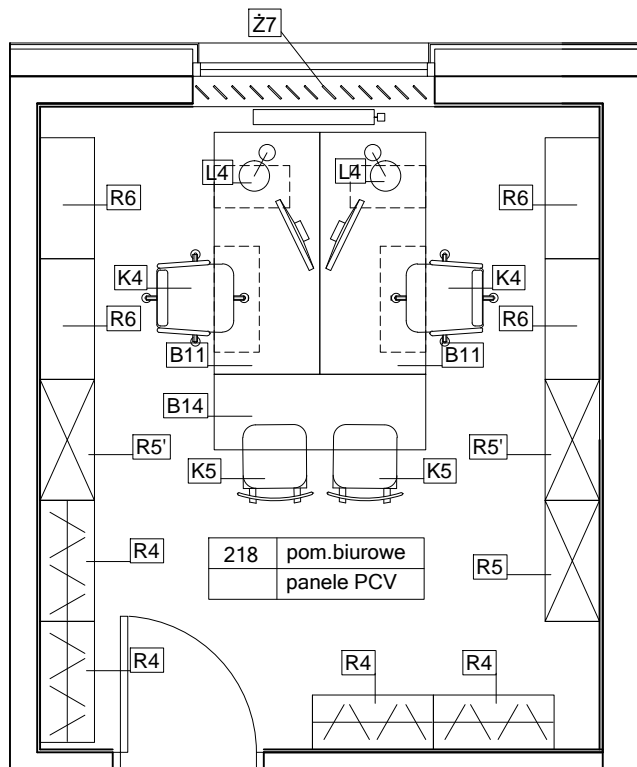 Ż7
L4
L4
R6
R6
K4
K4
R6
R6
B11
B11
B14
R5'
R5'
K5
K5
R4
218 pom.biurowe
panele PCV
R5
R4
R4
R4